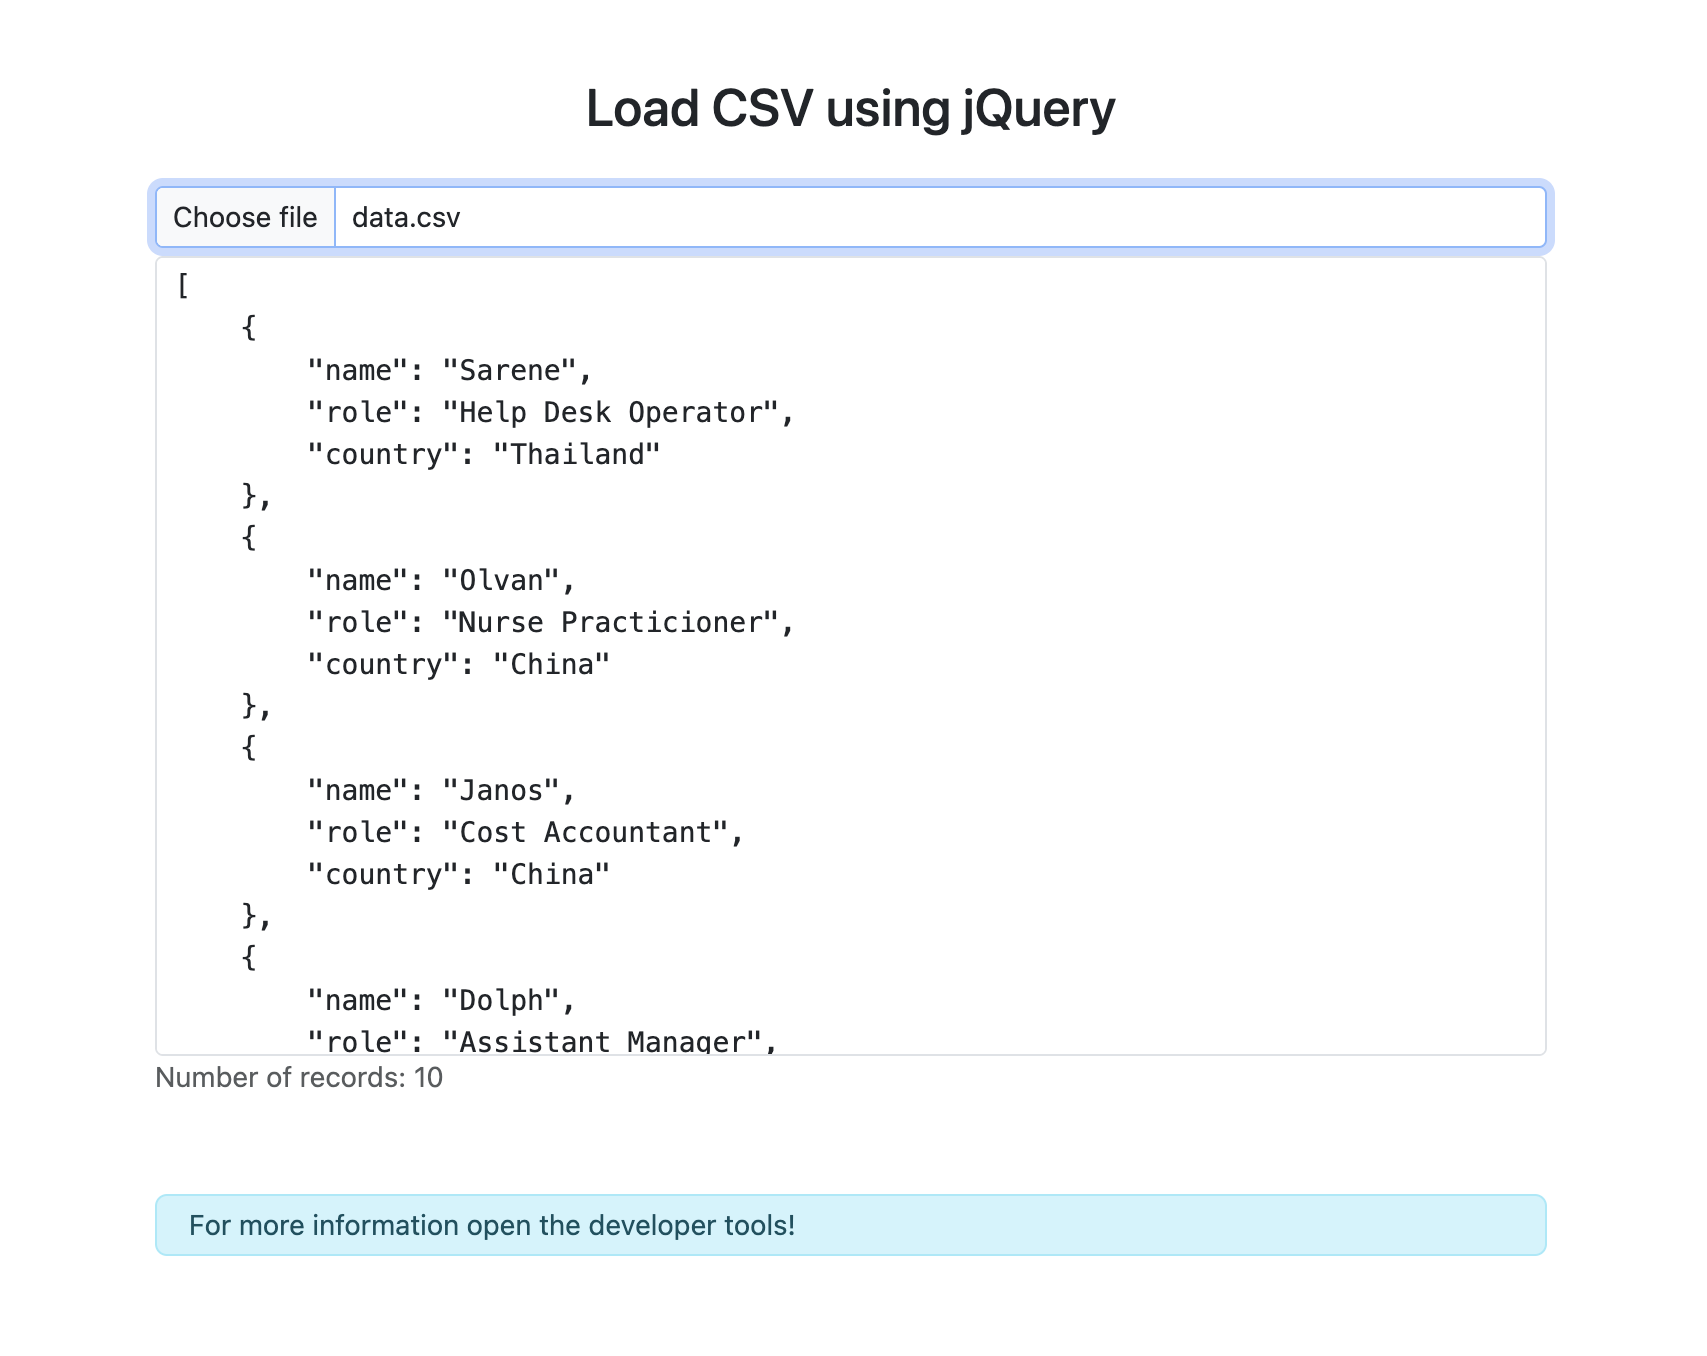 Load CSV using jQuery
Choose file data.csv
[
    {
        "name": "Sarene",
        "role": "Help Desk Operator",
        "country": "Thailand"
    },
    {
        "name": "Olvan",
        "role": "Nurse Practicioner",
        "country": "China"
    },
    {
        "name": "Janos",
        "role": "Cost Accountant",
        "country": "China"
    },
    {
        "name": "Dolph",
        "role": "Assistant Manager",
Number of records: 10
For more information open the developer tools!